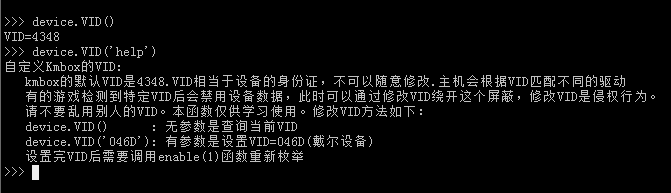 >>> device.VID()
VID=4348
>>> device.VID('help')
自定义Kmbox的VID:
kmbox的默认VID是4348.VID相当于设备的身份证，不可以随意修改.主机会根据VID匹配不同的驱动
有的游戏检测到特定VID后会禁用设备数据，此时可以通过修改VID绕开这个屏蔽，修改VID是侵权行为。
请不要乱用别人的VID。本函数仅供学习使用。修改VID方法如下：
device.VID()      : 无参数是查询当前VID
device.VID('046D'): 有参数是设置VID=046D(戴尔设备)
设置完VID后需要调用enable(1)函数重新枚举
>>>